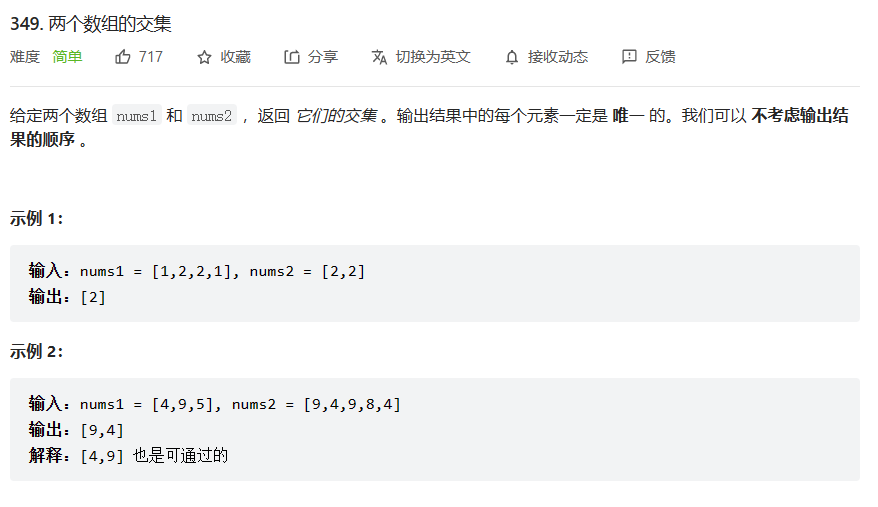 349. 两个数组的交集
难度 简单 717 收藏 分享 切换为英文 接收动态 反馈
给定两个数组 nums1 和 nums2 ，返回 它们的交集 。输出结果中的每个元素一定是 唯一 的。我们可以 不考虑输出结
果的顺序 。
示例 1：
输入：nums1 = [1,2,2,1], nums2 = [2,2]
输出：[2]
示例 2：
输入：nums1 = [4,9,5], nums2 = [9,4,9,8,4]
输出：[9,4]
解释：[4,9] 也是可通过的